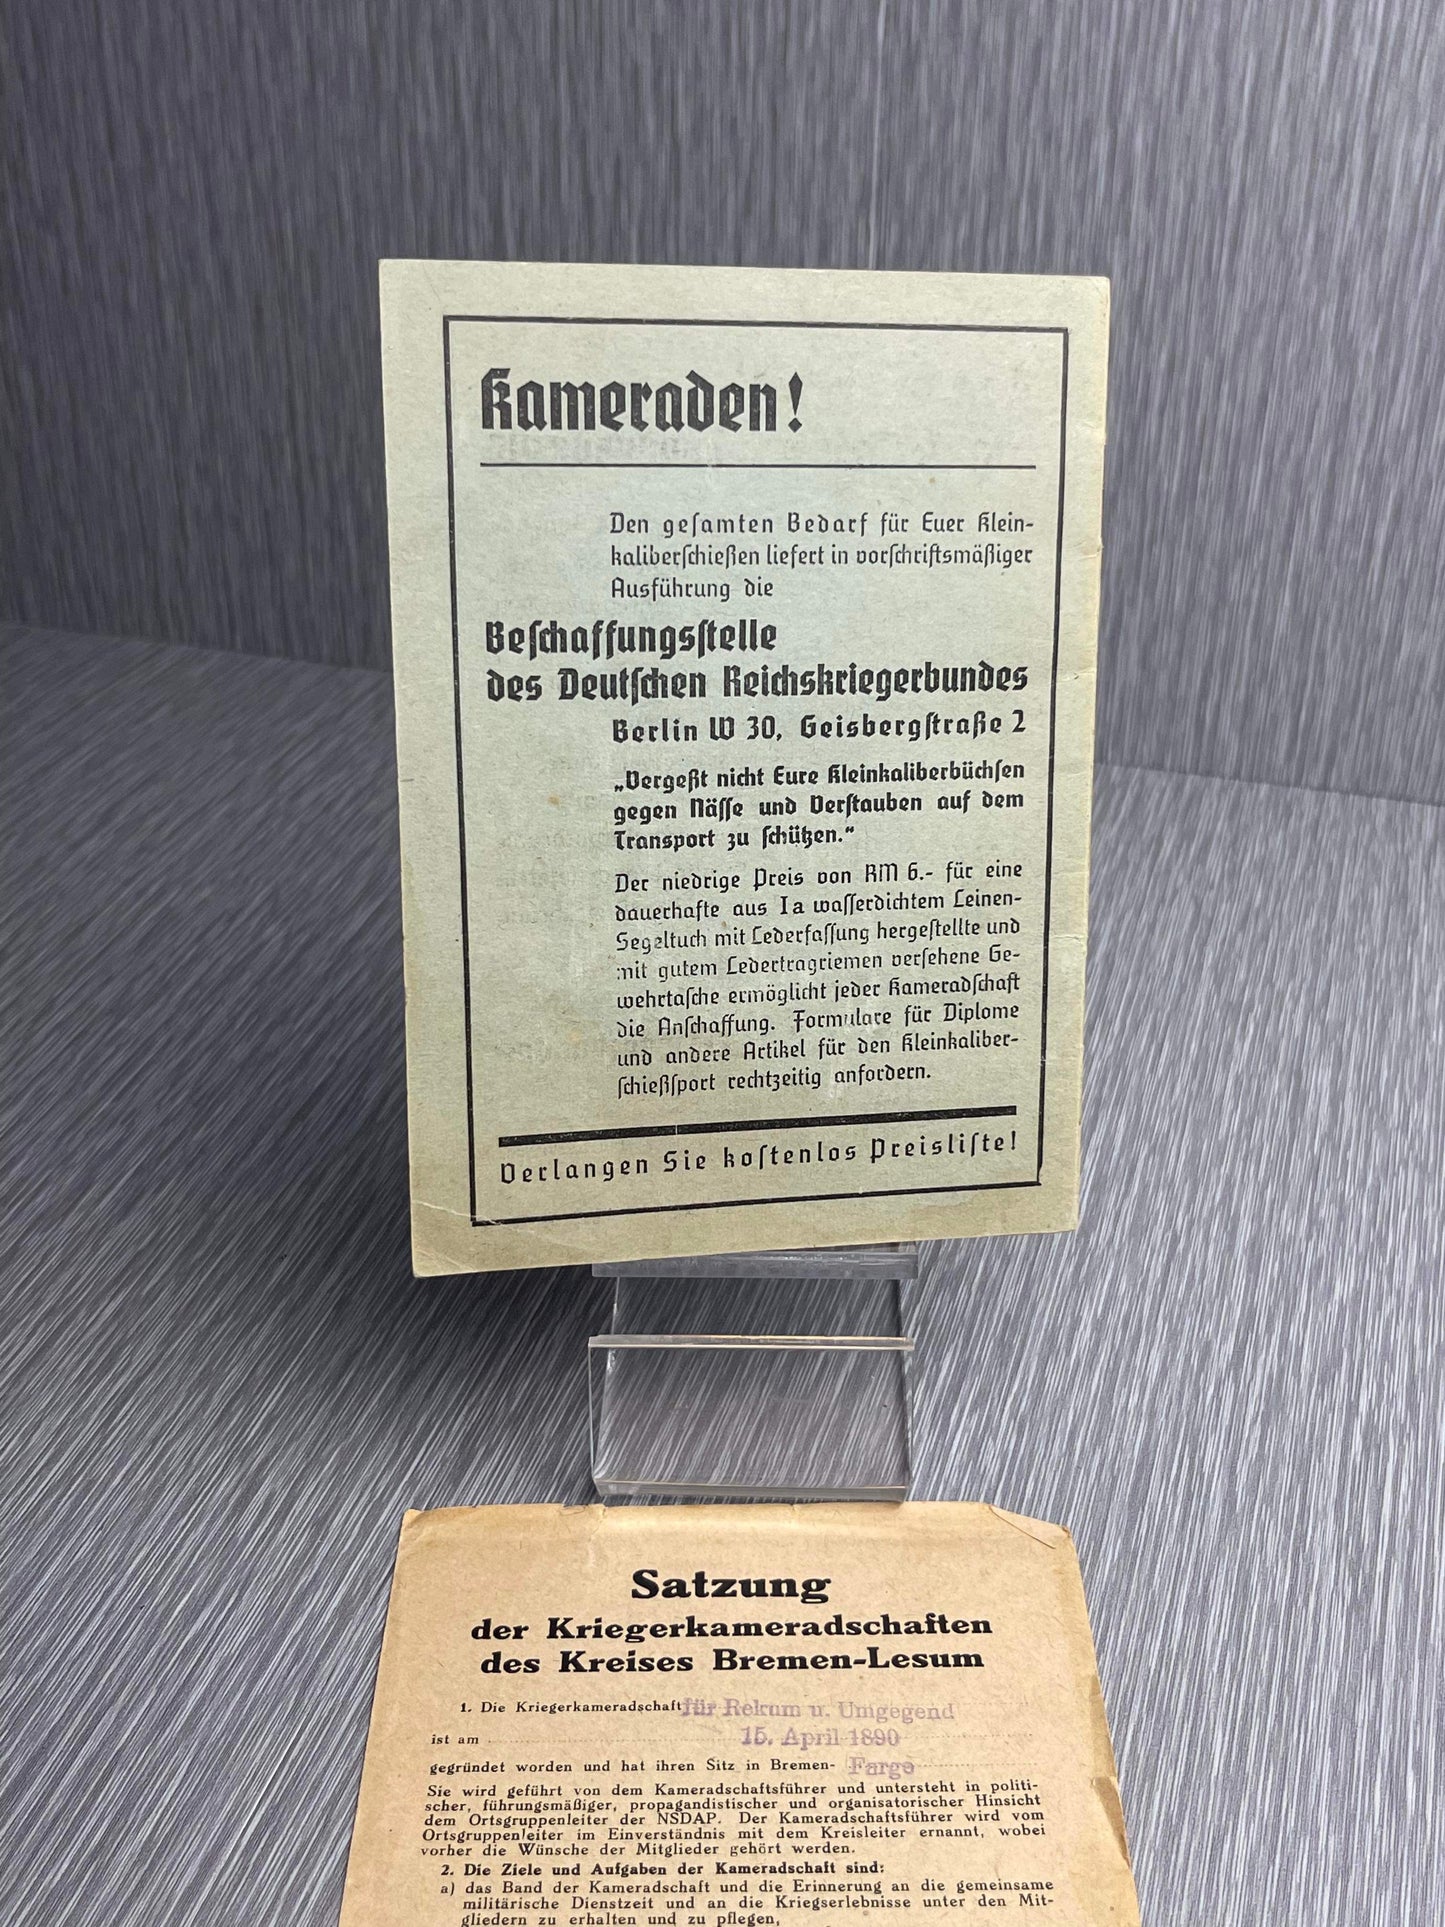 Kameraden!
Den gesamten Bedarf für Euer Klein-
kaliberschießen liefert in vorschriftsmäßiger
Ausführung die
Beschaffungsstelle
des Deutschen Reichskriegerbundes
Berlin W 30, Geisbergstraße 2
„Vergeßt nicht Eure Kleinkaliberbüchsen
gegen Nässe und Verstauben auf dem
Transport zu schützen.“
Der niedrige Preis von RM 6.- für eine
dauerhafte aus Ia wasserdichtem Leinen-
Segeltuch mit Lederfassung hergestellte und
mit gutem Ledertragriemen versehene Ge-
wehrtasche ermöglicht jeder Kameradschaft
die Anschaffung. Formulare für Diplome
und andere Artikel für den Kleinkaliber-
schießsport rechtzeitig anfordern.
Verlangen Sie kostenlos Preisliste!
Satzung
der Kriegerkameradschaften
des Kreises Bremen-Lesum
1. Die Kriegerkameradschaft für Rekum u. Umgegend
ist am 15. April 1890
gegründet worden und hat ihren Sitz in Bremen- Farge
Sie wird geführt von dem Kameradschaftsführer und untersteht in politi-
scher, führungsmäßiger, propagandistischer und organisatorischer Hinsicht
dem Ortsgruppenleiter der NSDAP. Der Kameradschaftsführer wird vom
Ortsgruppenleiter im Einverständnis mit dem Kreisleiter ernannt, wobei
vorher die Wünsche der Mitglieder gehört werden.
2. Die Ziele und Aufgaben der Kameradschaft sind:
a) das Band der Kameradschaft und die Erinnerung an die gemeinsame
militärische Dienstzeit und an die Kriegserlebnisse unter den Mit-
gliedern zu erhalten und zu pflegen,